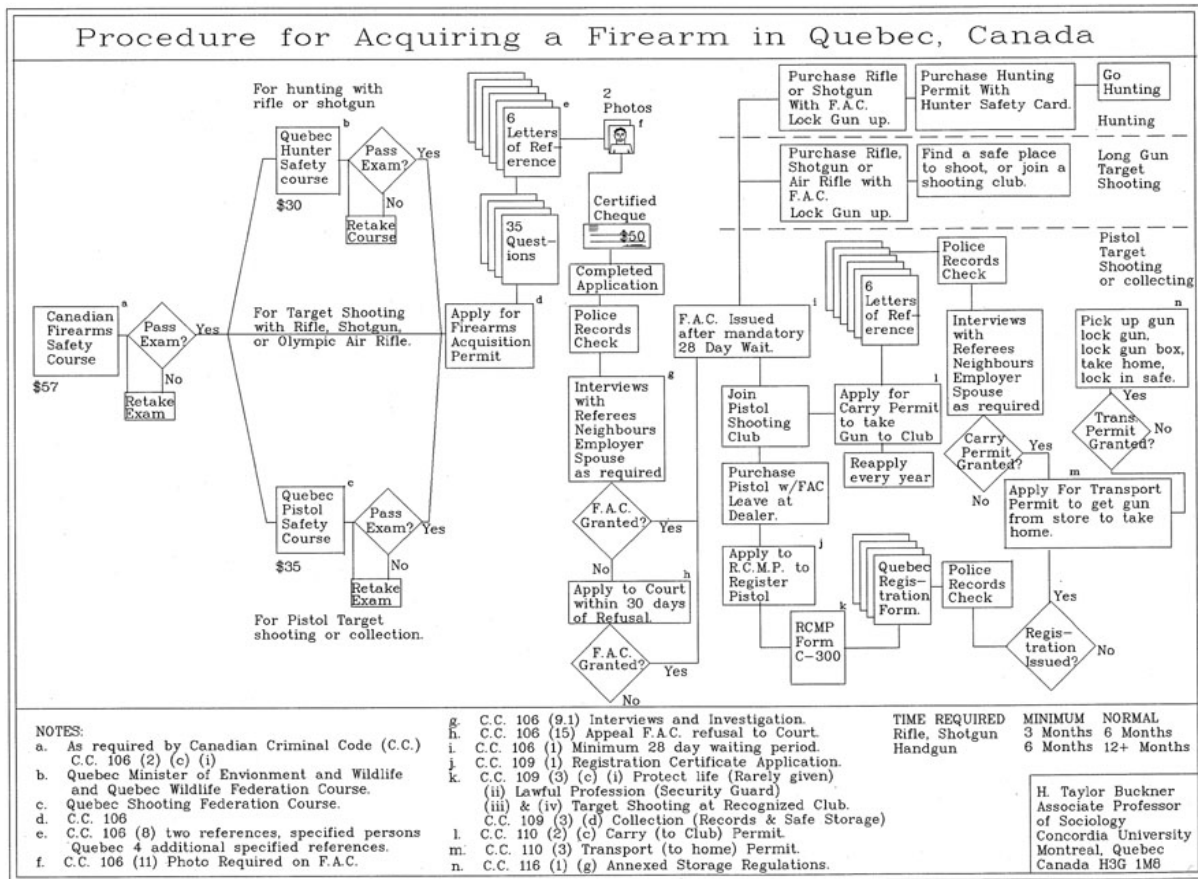 Procedure for Acquiring a Firearm in Quebec, Canada
For hunting with
rifle or shotgun
b
Quebec
Hunter
Safety
course
$30
Pass
Exam?
Yes
No
Retake
Course
a
Canadian
Firearms
Safety
Course
$57
Pass
Exam?
Yes
No
Retake
Exam
For Target Shooting
with Rifle, Shotgun,
or Olympic Air Rifle.
c
Quebec
Pistol
Safety
Course
$35
Pass
Exam?
Yes
No
Retake
Exam
For Pistol Target
shooting or collection.
d
Apply for
Firearms
Acquisition
Permit
35
Quest-
ions
e
6
Letters
of Ref-
erence
2
Photos
f
Certified
Cheque
$50
Completed
Application
Police
Records
Check
g
Interviews
with
Referees
Neighbours
Employer
Spouse
as required
F.A.C.
Granted?
Yes
No
h
Apply to Court
within 30 days
of Refusal.
F.A.C.
Granted?
Yes
No
i
F.A.C. Issued
after mandatory
28 Day Wait.
Purchase Rifle
or Shotgun
With F.A.C.
Lock Gun up.
Purchase Hunting
Permit With
Hunter Safety Card.
Go
Hunting
Hunting
Purchase Rifle,
Shotgun or
Air Rifle with
F.A.C.
Lock Gun up.
Find a safe place
to shoot, or join a
shooting club.
Long Gun
Target
Shooting
Pistol
Target
Shooting
or collecting
Join
Pistol
Shooting
Club
Purchase
Pistol w/FAC
Leave at
Dealer.
j
Apply to
R.C.M.P. to
Register
Pistol
k
RCMP
Form
C-300
Quebec
Regi-
stration
Form.
Police
Records
Check
Regis-
tration
Issued?
Yes
No
l
Apply for
Carry Permit
to take
Gun to Club
Reapply
every year
6
Letters
of Ref-
erence
Police
Records
Check
Interviews
with
Referees
Neighbours
Employer
Spouse
as required
Carry
Permit
Granted?
Yes
No
m
Apply For Transport
Permit to get gun
from store to take
home.
Trans.
Permit
Granted?
Yes
No
n
Pick up gun
lock gun,
lock gun box,
take home,
lock in safe.
NOTES:
a. As required by Canadian Criminal Code (C.C.)
C.C. 106 (2) (c) (i)
b. Quebec Minister of Envionment and Wildlife
and Quebec Wildlife Federation Course.
c. Quebec Shooting Federation Course.
d. C.C. 106
e. C.C. 106 (8) two references, specified persons
Quebec 4 additional specified references.
f. C.C. 106 (11) Photo Required on F.A.C.
g. C.C. 106 (9.1) Interviews and Investigation.
h. C.C. 106 (15) Appeal F.A.C. refusal to Court.
i. C.C. 106 (1) Minimum 28 day waiting period.
j. C.C. 109 (1) Registration Certificate Application.
k. C.C. 109 (3) (c) (i) Protect life (Rarely given)
(ii) Lawful Profession (Security Guard)
(iii) & (iv) Target Shooting at Recognized Club.
C.C. 109 (3) (d) Collection (Records & Safe Storage)
l. C.C. 110 (2) (c) Carry (to Club) Permit.
m. C.C. 110 (3) Transport (to home) Permit.
n. C.C. 116 (1) (g) Annexed Storage Regulations.
TIME REQUIRED MINIMUM NORMAL
Rifle, Shotgun 3 Months 6 Months
Handgun 6 Months 12+ Months
H. Taylor Buckner
Associate Professor
of Sociology
Concordia University
Montreal, Quebec
Canada H3G 1M8